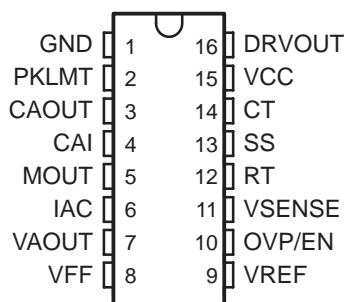 GND 1 16 DRVOUT
PKLMT 2 15 VCC
CAOUT 3 14 CT
CAI 4 13 SS
MOUT 5 12 RT
IAC 6 11 VSENSE
VAOUT 7 10 OVP/EN
VFF 8 9 VREF